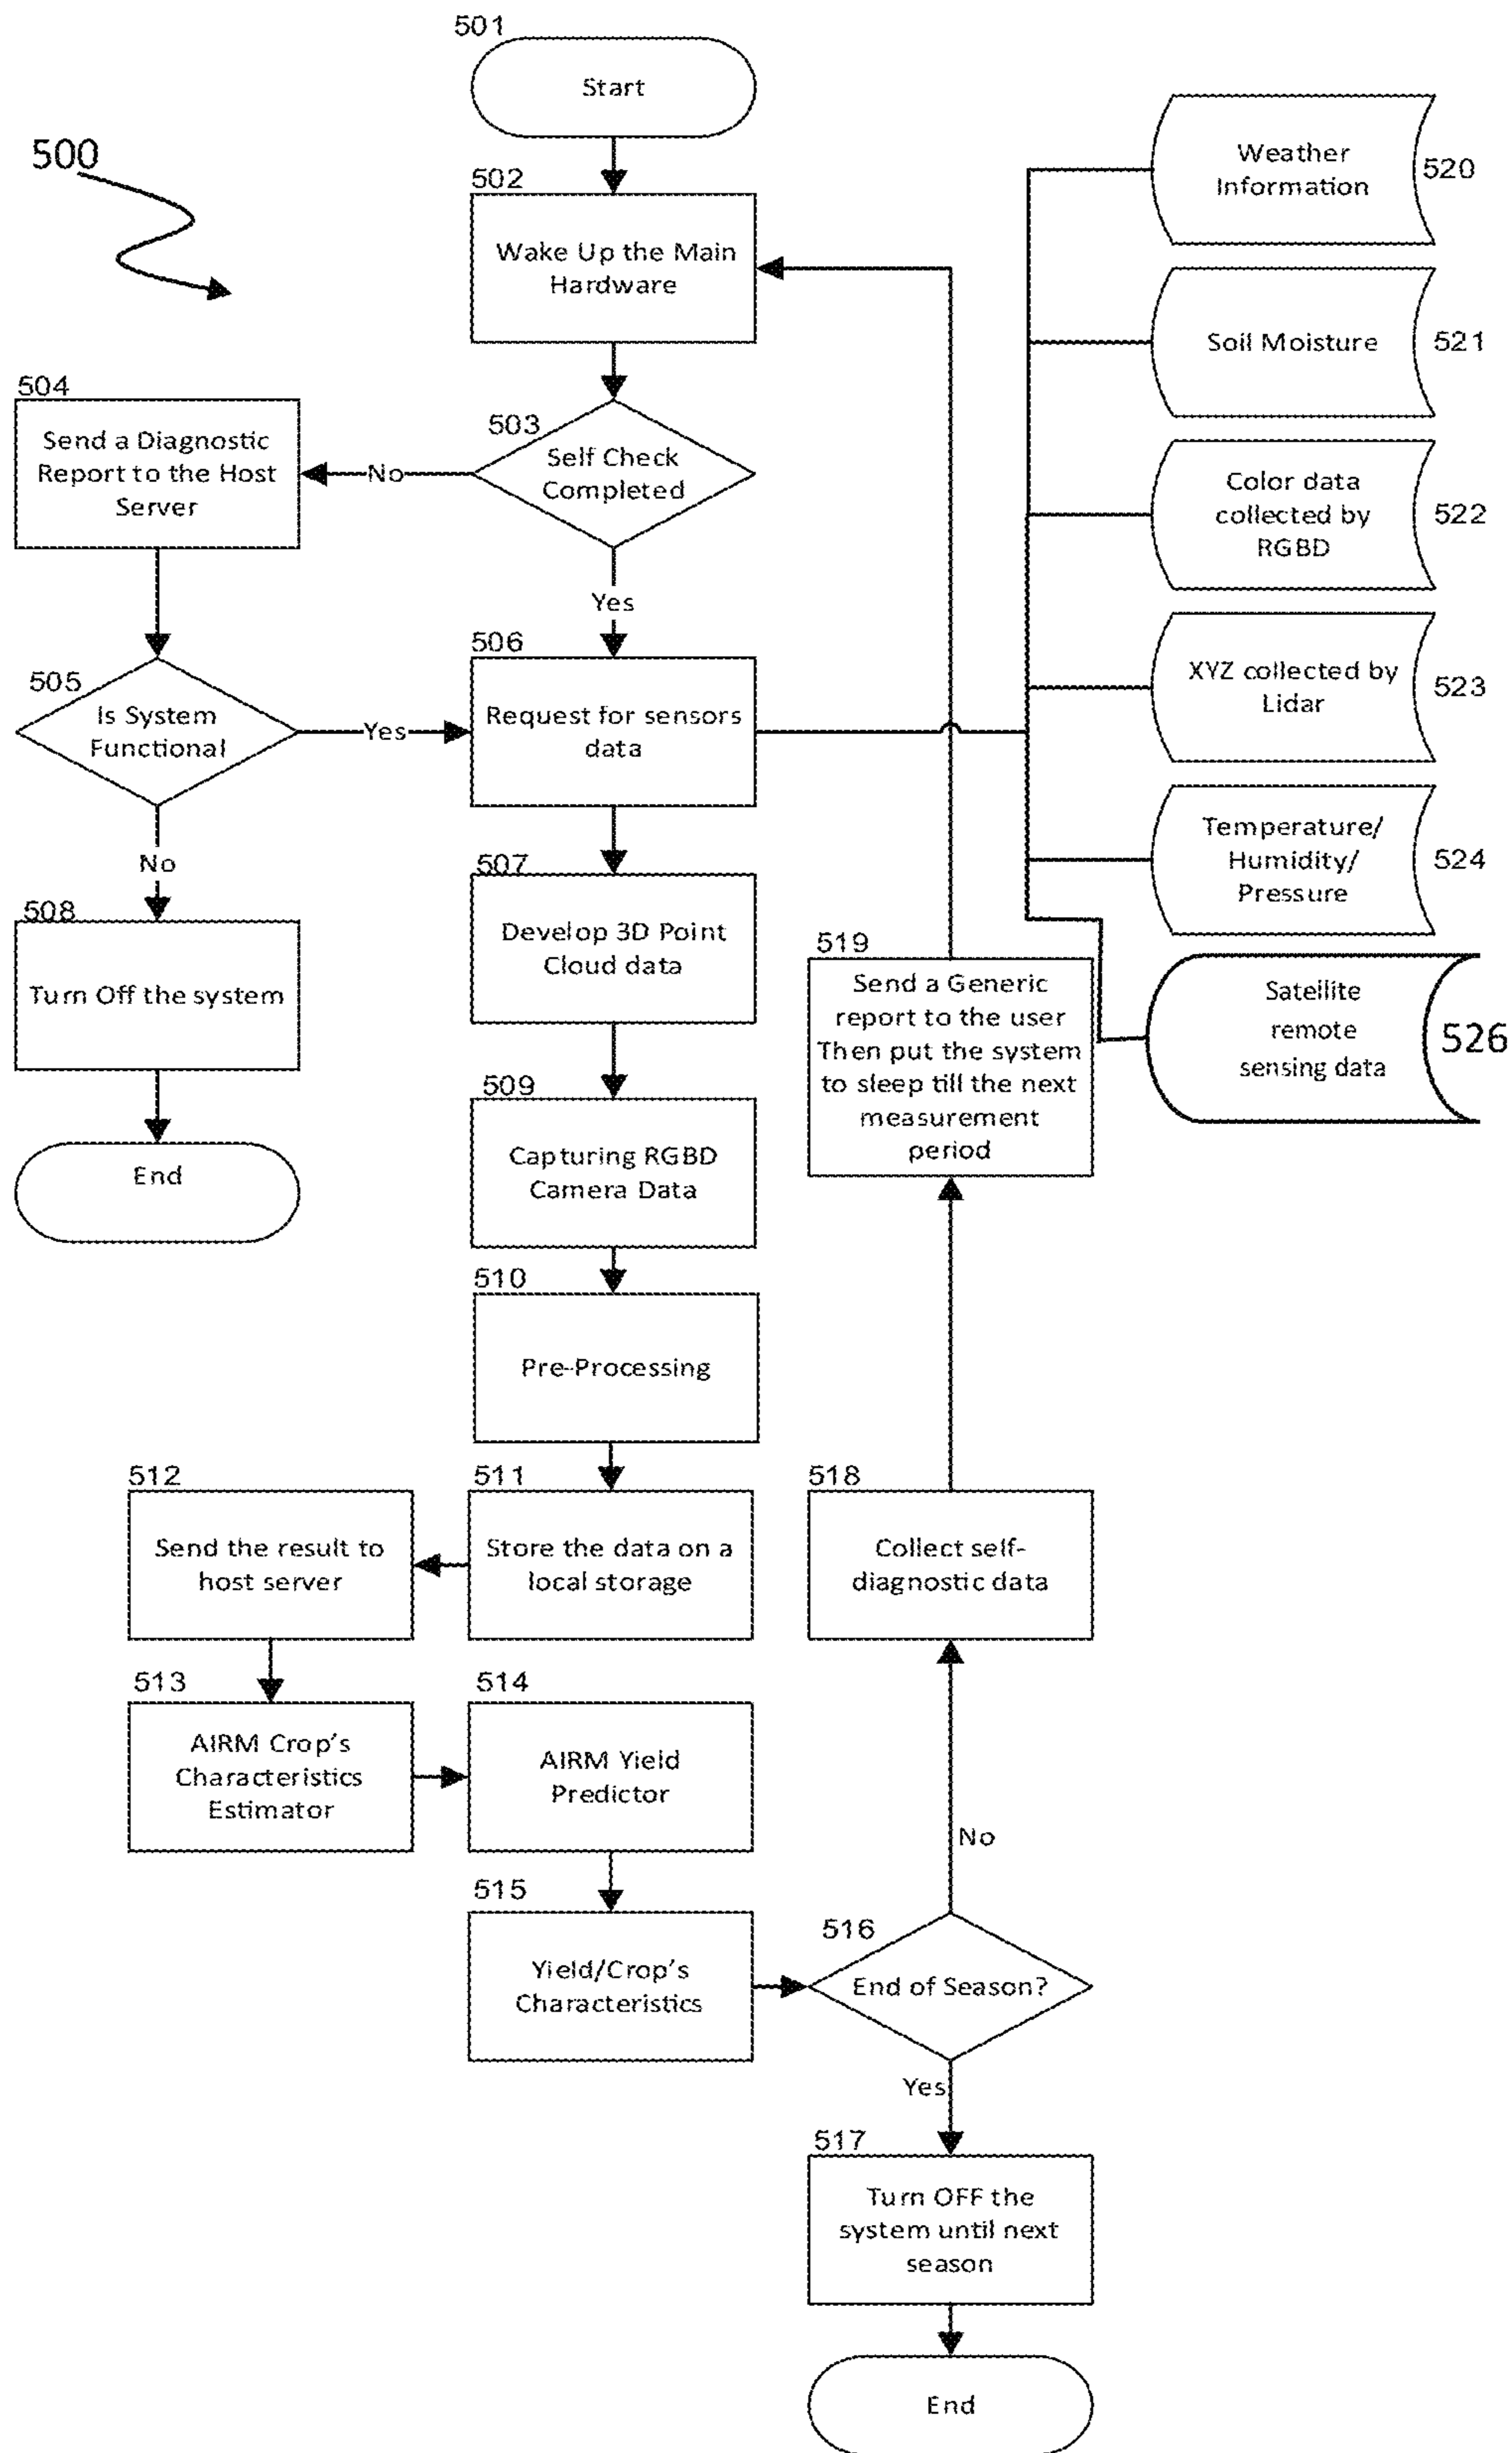 501
Start
500
502
Wake Up the Main
Hardware
503
Self Check
Completed
No
Yes
504
Send a Diagnostic
Report to the Host
Server
505
Is System
Functional
Yes
No
508
Turn Off the system
End
506
Request for sensors
data
507
Develop 3D Point
Cloud data
509
Capturing RGBD
Camera Data
510
Pre-Processing
511
Store the data on a
local storage
512
Send the result to
host server
513
AIRM Crop's
Characteristics
Estimator
514
AIRM Yield
Predictor
515
Yield/Crop's
Characteristics
516
End of Season?
No
Yes
517
Turn OFF the
system until next
season
End
518
Collect self-
diagnostic data
519
Send a Generic
report to the user
Then put the system
to sleep till the next
measurement
period
Weather
Information
520
Soil Moisture
521
Color data
collected by
RGBD
522
XYZ collected by
Lidar
523
Temperature/
Humidity/
Pressure
524
Satellite
remote
sensing data
526